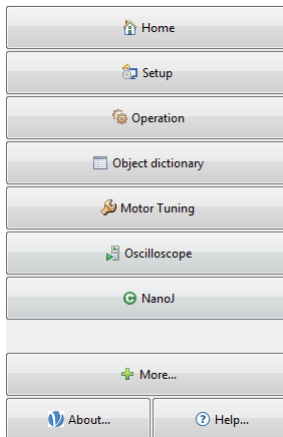 Home
Setup
Operation
Object dictionary
Motor Tuning
Oscilloscope
NanoJ
More...
About... Help...